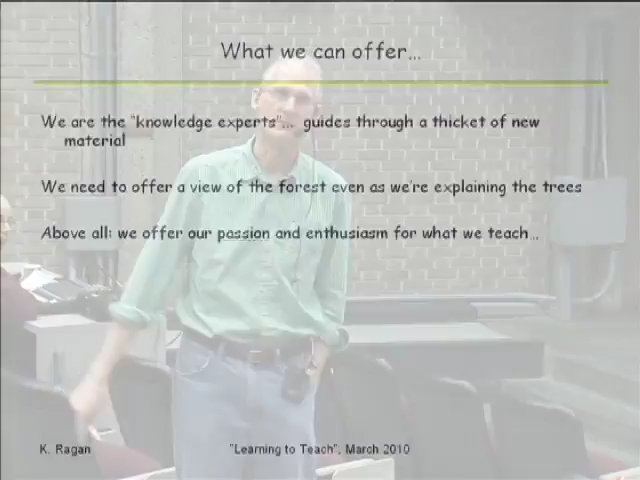 What we can offer...
We are the "knowledge experts"... guides through a thicket of new
material
We need to offer a view of the forest even as we're explaining the trees
Above all: we offer our passion and enthusiasm for what we teach...
K. Ragan
"Learning to Teach", March 2010